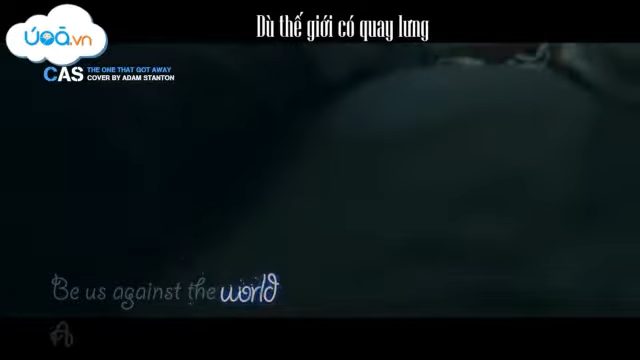 Dù thế giới có quay lưng
ÚOÀ.vn
CAS THE ONE THAT GOT AWAY
COVER BY ADAM STANTON
Be us against the world
A